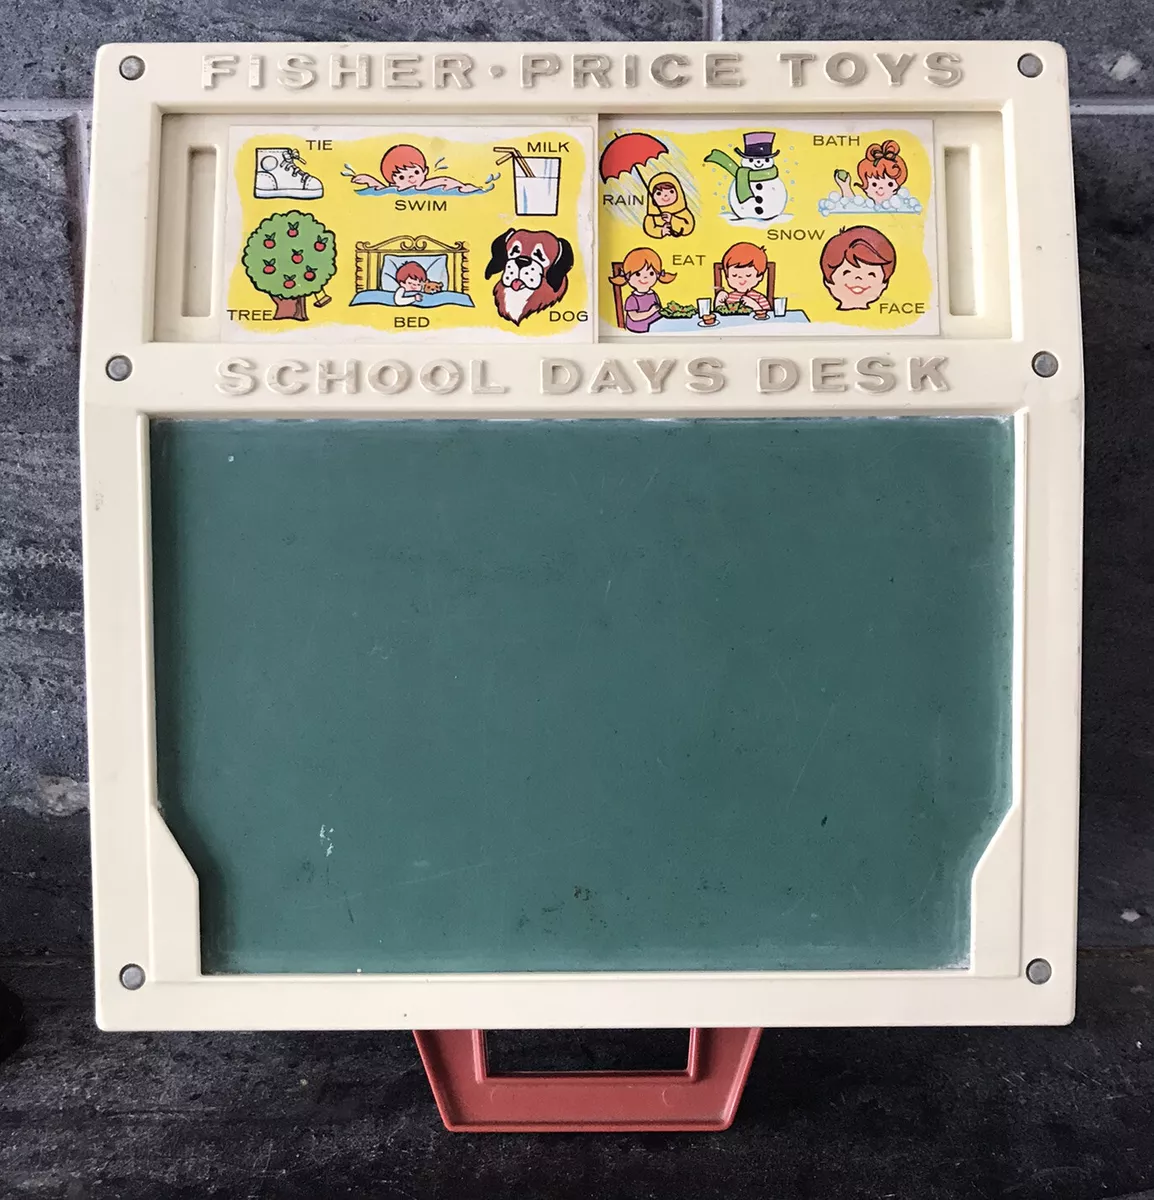 FISHER·PRICE TOYS
TIE
SWIM
MILK
TREE
BED
DOG
RAIN
BATH
SNOW
EAT
FACE
SCHOOL DAYS DESK